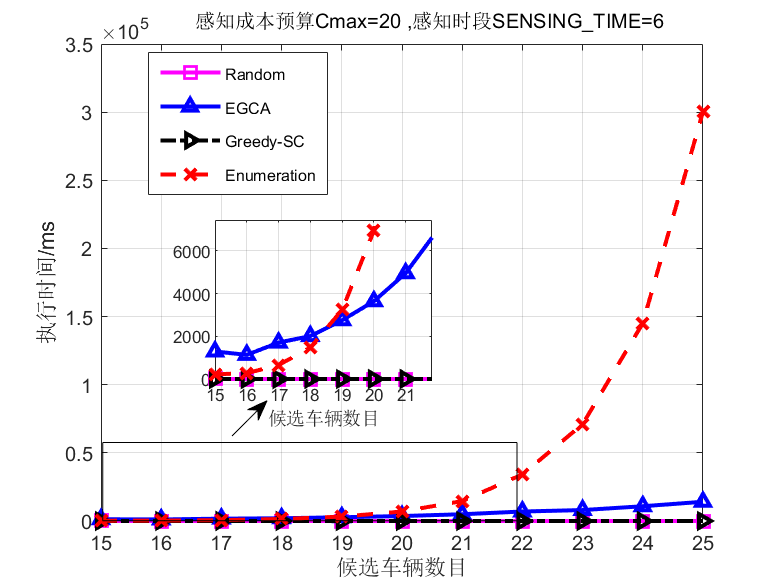 感知成本预算Cmax=20 ,感知时段SENSING_TIME=6
×10^5
3.5
3
2.5
2
1.5
1
0.5
0
执行时间/ms
Random
EGCA
Greedy-SC
Enumeration
6000
4000
2000
0
15 16 17 18 19 20 21
候选车辆数目
15 16 17 18 19 20 21 22 23 24 25
候选车辆数目